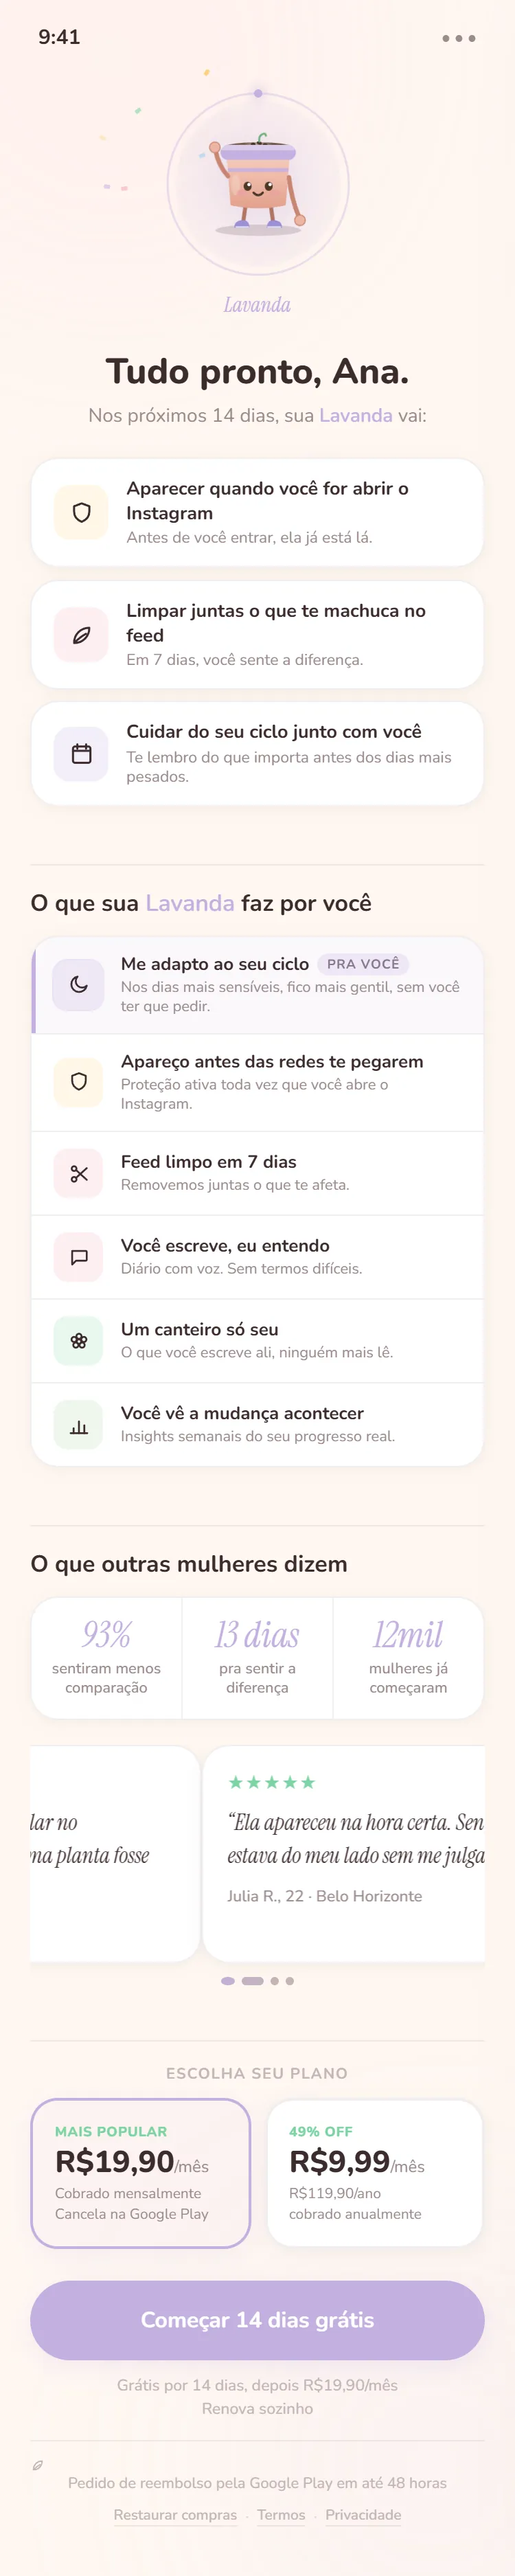 9:41
Lavanda
Tudo pronto, Ana.
Nos próximos 14 dias, sua Lavanda vai:
Aparecer quando você for abrir o
Instagram
Antes de você entrar, ela já está lá.
Limpar juntas o que te machuca no
feed
Em 7 dias, você sente a diferença.
Cuidar do seu ciclo junto com você
Te lembro do que importa antes dos dias mais
pesados.
O que sua Lavanda faz por você
Me adapto ao seu ciclo PRA VOCÊ
Nos dias mais sensíveis, fico mais gentil, sem você
ter que pedir.
Apareço antes das redes te pegarem
Proteção ativa toda vez que você abre o
Instagram.
Feed limpo em 7 dias
Removemos juntas o que te afeta.
Você escreve, eu entendo
Diário com voz. Sem termos difíceis.
Um canteiro só seu
O que você escreve ali, ninguém mais lê.
Você vê a mudança acontecer
Insights semanais do seu progresso real.
O que outras mulheres dizem
93%
sentiram menos
comparação
13 dias
pra sentir a
diferença
12mil
mulheres já
começaram
lar no
ma planta fosse
“Ela apareceu na hora certa. Sen
estava do meu lado sem me julga
Julia R., 22 · Belo Horizonte
ESCOLHA SEU PLANO
MAIS POPULAR
R$19,90/mês
Cobrado mensalmente
Cancela na Google Play
49% OFF
R$9,99/mês
R$119,90/ano
cobrado anualmente
Começar 14 dias grátis
Grátis por 14 dias, depois R$19,90/mês
Renova sozinho
Pedido de reembolso pela Google Play em até 48 horas
Restaurar compras · Termos · Privacidade